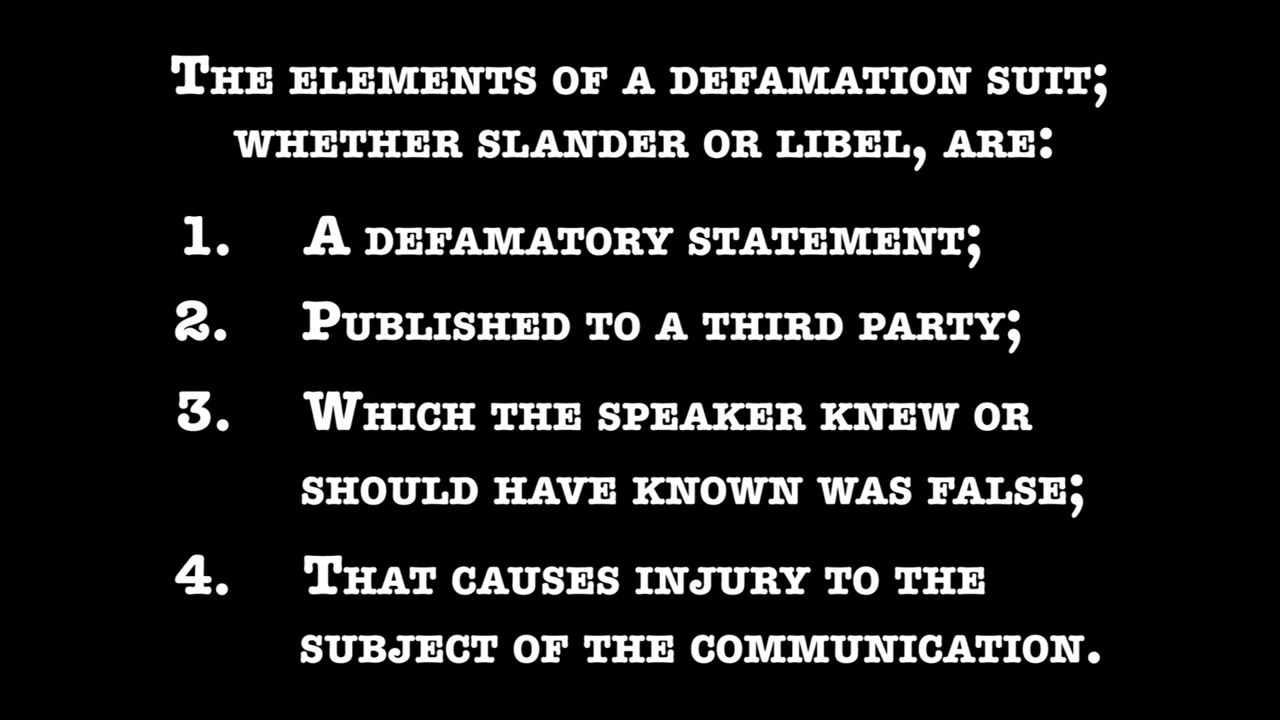 The elements of a defamation suit;
whether slander or libel, are:
1. A defamatory statement;
2. Published to a third party;
3. Which the speaker knew or
should have known was false;
4. That causes injury to the
subject of the communication.